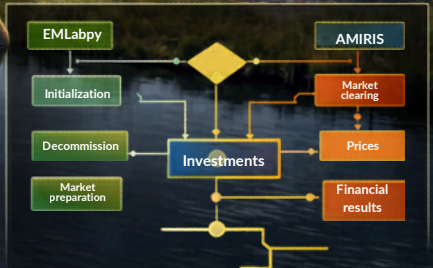 EMLabpy
AMIRIS
Initialization
Market
clearing
Decommission
Investments
Prices
Market
preparation
Financial
results